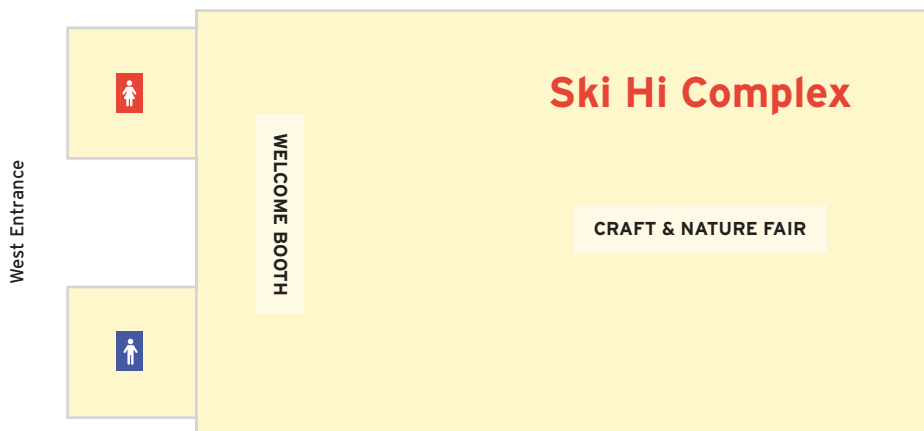 Ski Hi Complex
West Entrance
WELCOME BOOTH
CRAFT & NATURE FAIR